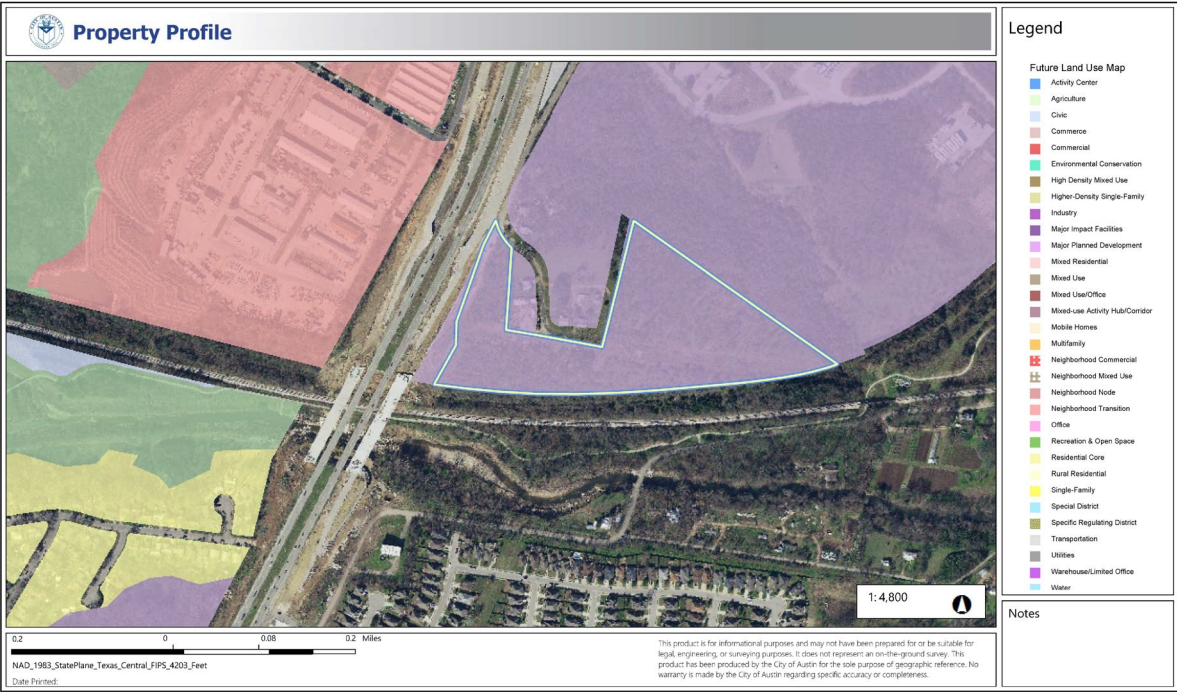 CITY OF AUSTIN
Property Profile
Legend
Future Land Use Map
Activity Center
Agriculture
Civic
Commerce
Commercial
Environmental Conservation
High Density Mixed Use
Higher-Density Single-Family
Industry
Major Impact Facilities
Major Planned Development
Mixed Residential
Mixed Use
Mixed Use/Office
Mixed-use Activity Hub/Corridor
Mobile Homes
Multifamily
Neighborhood Commercial
Neighborhood Mixed Use
Neighborhood Node
Neighborhood Transition
Office
Recreation & Open Space
Residential Core
Rural Residential
Single-Family
Special District
Specific Regulating District
Transportation
Utilities
Warehouse/Limited Office
Water
1: 4,800
Notes
0.2 0 0.08 0.2 Miles
NAD_1983_StatePlane_Texas_Central_FIPS_4203_Feet
Date Printed:
This product is for informational purposes and may not have been prepared for or be suitable for
legal, engineering, or surveying purposes. It does not represent an on-the-ground survey. This
product has been produced by the City of Austin for the sole purpose of geographic reference. No
warranty is made by the City of Austin regarding specific accuracy or completeness.